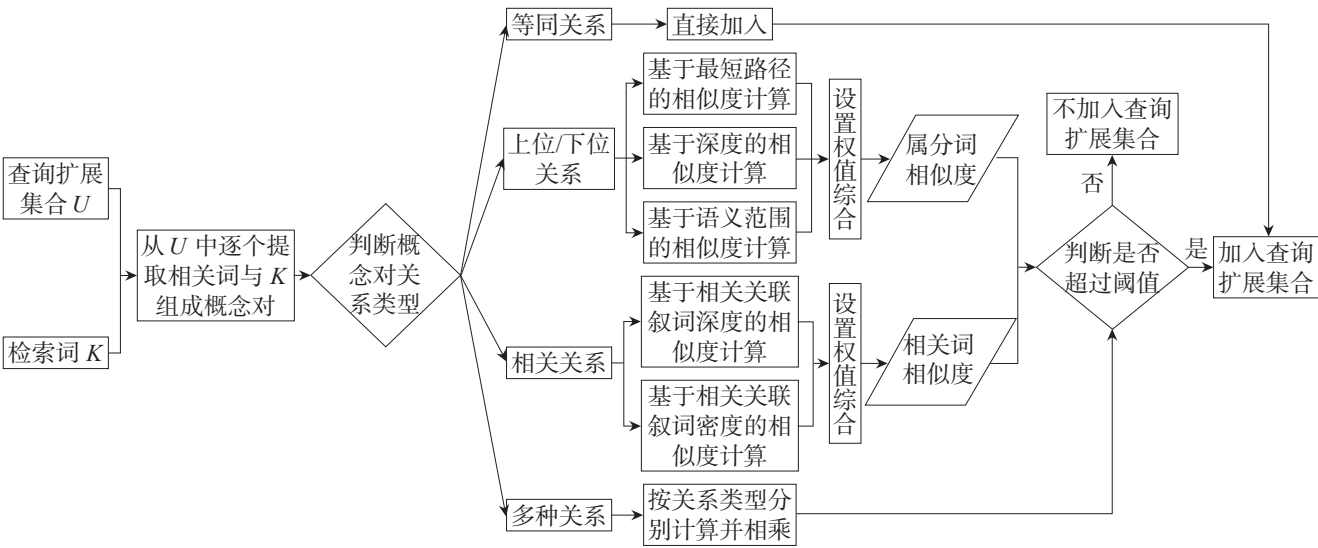 查询扩展
集合 U
检索词 K
从 U 中逐个提
取相关词与 K
组成概念对
判断概
念对关
系类型
等同关系
直接加入
上位/下位
关系
基于最短路径
的相似度计算
基于深度的相
似度计算
基于语义范围
的相似度计算
设置权值综合
属分词
相似度
相关关系
基于相关关联
叙词深度的相
似度计算
基于相关关联
叙词密度的相
似度计算
设置权值综合
相关词
相似度
多种关系
按关系类型分
别计算并相乘
不加入查询
扩展集合
否
判断是否
超过阈值
是
加入查询
扩展集合